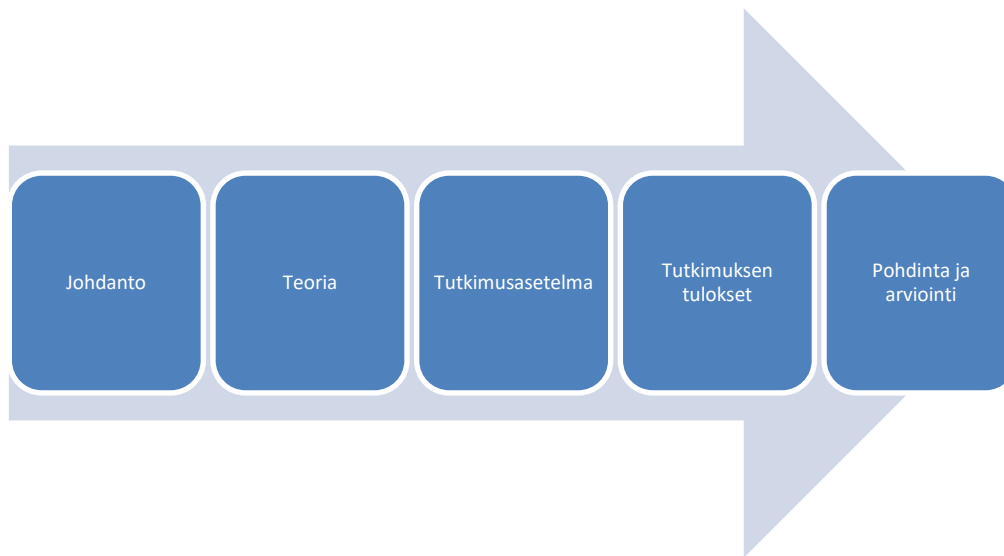 Johdanto
Teoria
Tutkimusasetelma
Tutkimuksen
tulokset
Pohdinta ja
arviointi